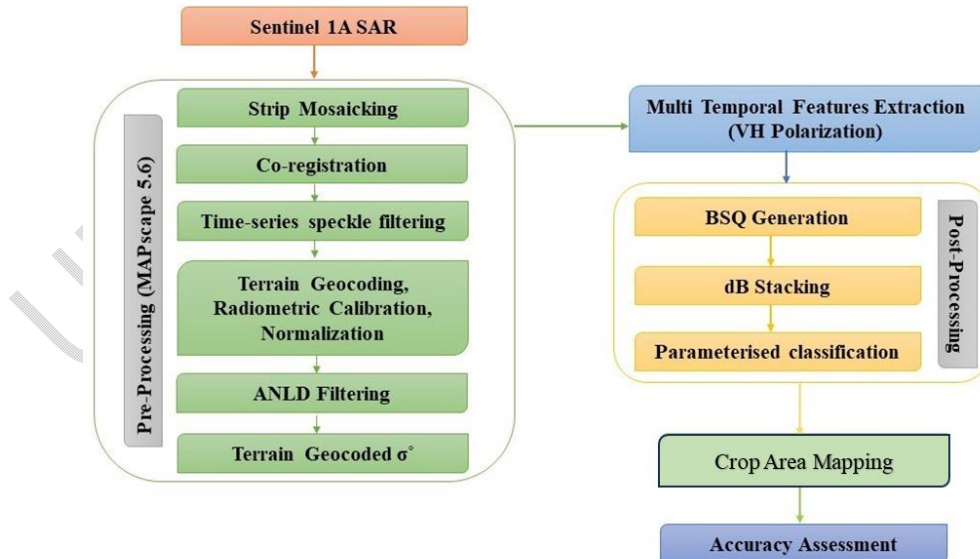 Sentinel 1A SAR
Pre-Processing (MAPscape 5.6)
Strip Mosaicking
Co-registration
Time-series speckle filtering
Terrain Geocoding,
Radiometric Calibration,
Normalization
ANLD Filtering
Terrain Geocoded σ°
Multi Temporal Features Extraction
(VH Polarization)
BSQ Generation
dB Stacking
Parameterised classification
Post-Processing
Crop Area Mapping
Accuracy Assessment